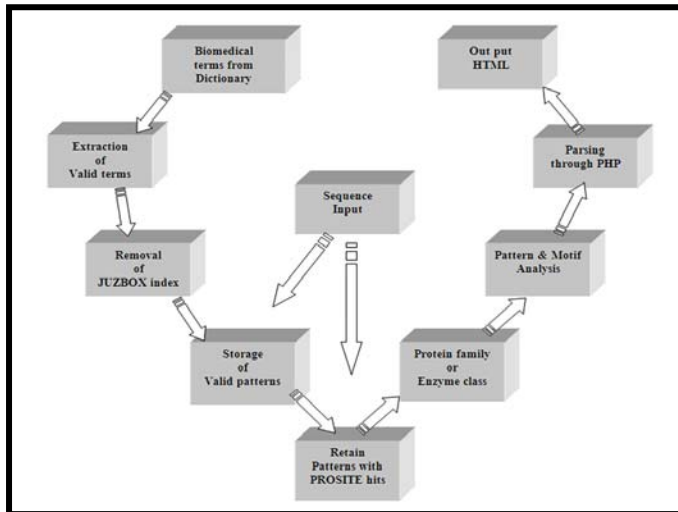 Biomedical
terms from
Dictionary
Extraction
of
Valid terms
Removal
of
JUZBOX index
Storage
of
Valid patterns
Sequence
Input
Retain
Patterns with
PROSITE hits
Protein family
or
Enzyme class
Pattern & Motif
Analysis
Parsing
through PHP
Out put
HTML